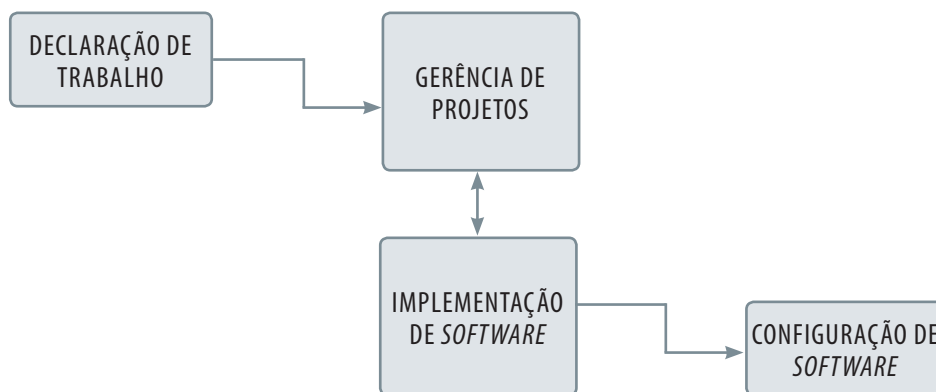 DECLARAÇÃO DE
TRABALHO
GERÊNCIA DE
PROJETOS
IMPLEMENTAÇÃO
DE SOFTWARE
CONFIGURAÇÃO DE
SOFTWARE